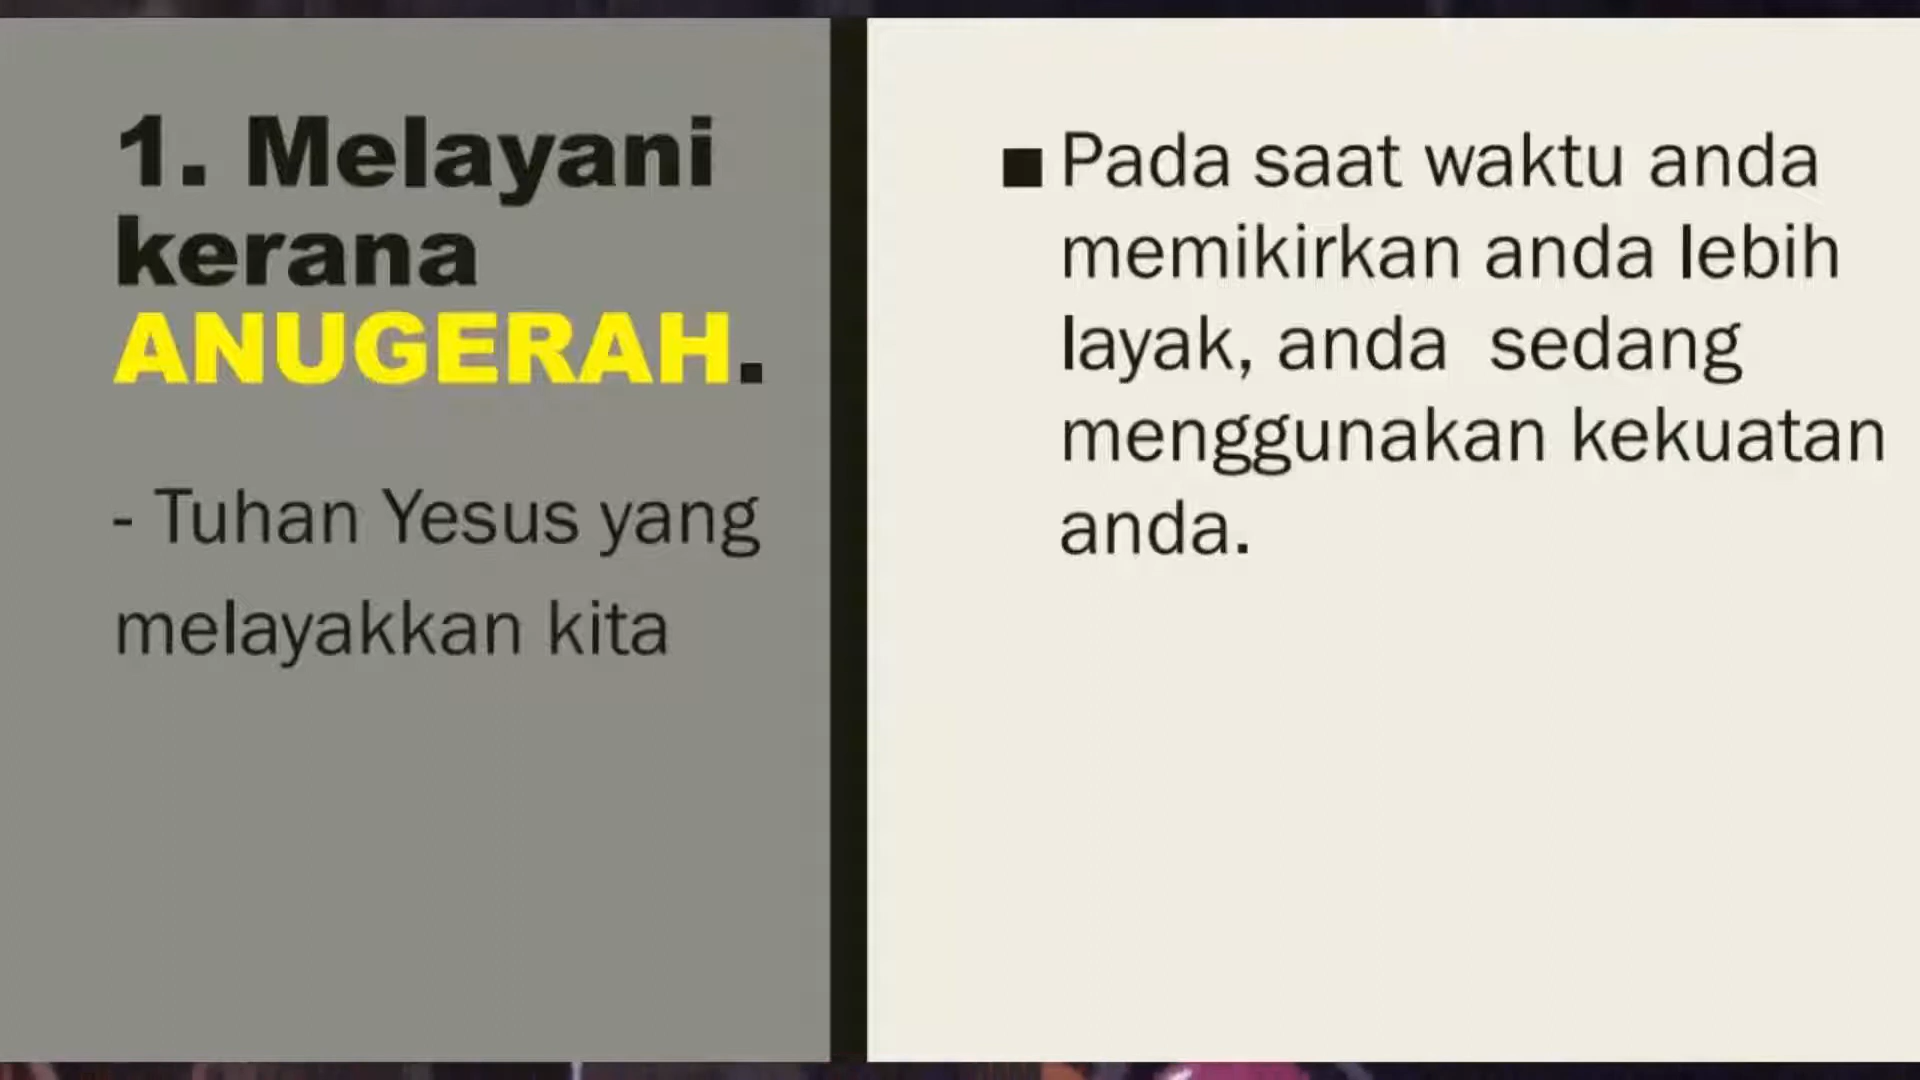 1. Melayani
kerana
ANUGERAH.
- Tuhan Yesus yang
melayakkan kita
■ Pada saat waktu anda
memikirkan anda lebih
layak, anda  sedang
menggunakan kekuatan
anda.